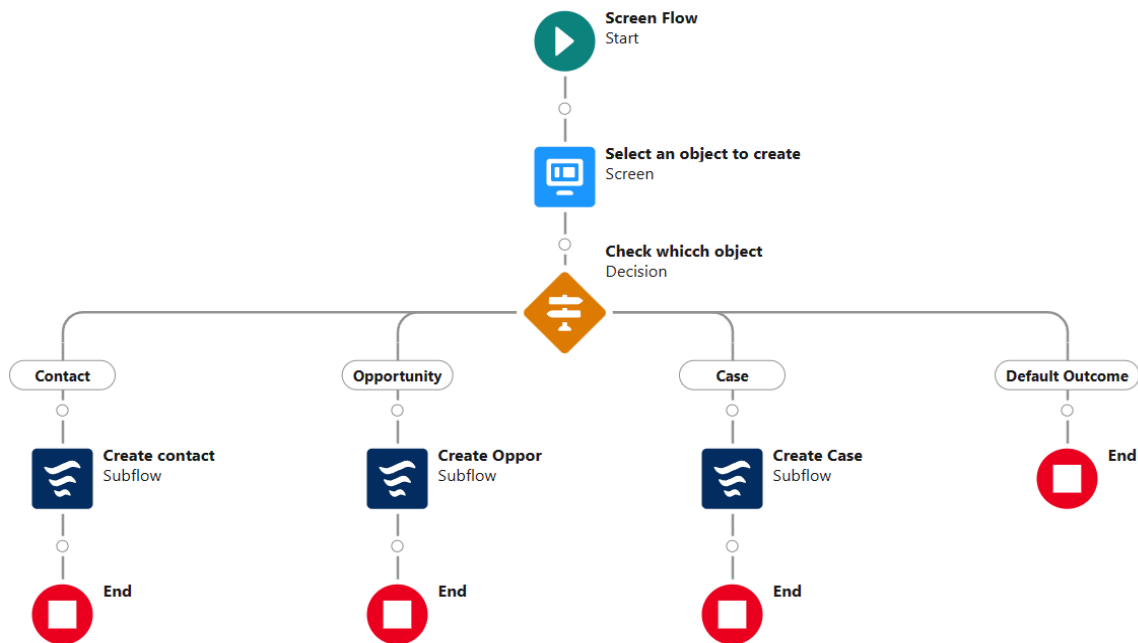 Screen Flow
Start
Select an object to create
Screen
Check whicch object
Decision
Contact
Opportunity
Case
Default Outcome
Create contact
Subflow
Create Oppor
Subflow
Create Case
Subflow
End
End
End
End